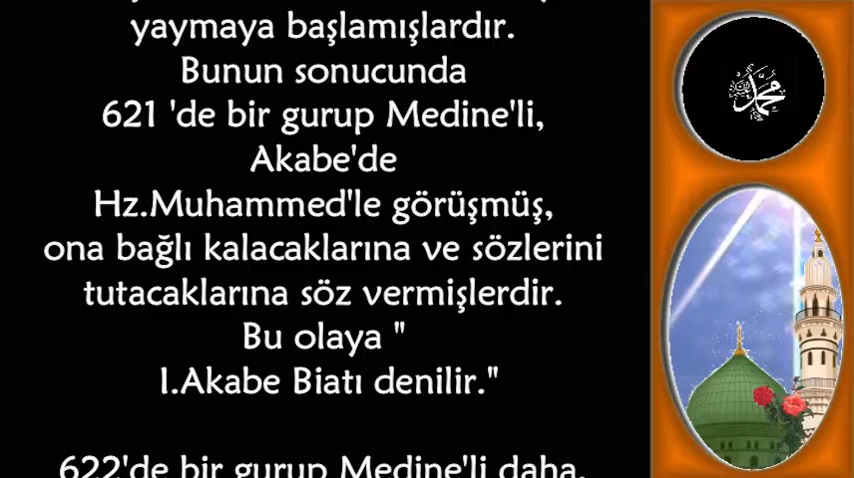 yaymaya başlamışlardır.
Bunun sonucunda
621 'de bir gurup Medine'li,
Akabe'de
Hz.Muhammed'le görüşmüş,
ona bağlı kalacaklarına ve sözlerini
tutacaklarına söz vermişlerdir.
Bu olaya "
I.Akabe Biatı denilir."
622'de bir gurup Medine'li daha,
محمد